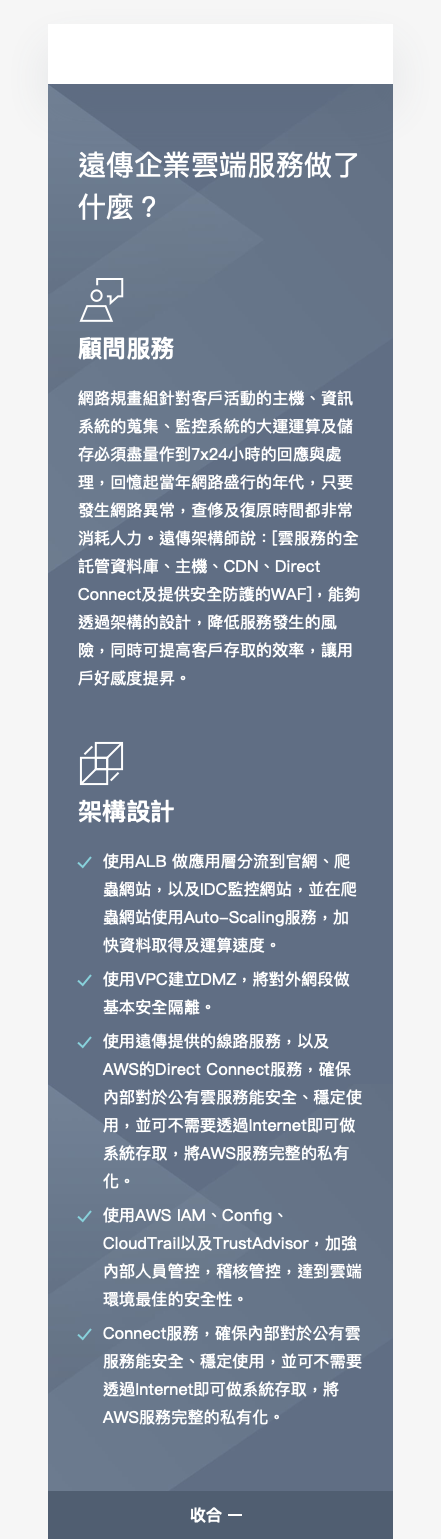 遠傳企業雲端服務做了
什麼？
顧問服務
網路規畫組針對客戶活動的主機、資訊
系統的蒐集、監控系統的大運運算及儲
存必須盡量作到7x24小時的回應與處
理，回憶起當年網路盛行的年代，只要
發生網路異常，查修及復原時間都非常
消耗人力。遠傳架構師說：[雲服務的全
託管資料庫、主機、CDN、Direct
Connect及提供安全防護的WAF]，能夠
透過架構的設計，降低服務發生的風
險，同時可提高客戶存取的效率，讓用
戶好感度提昇。
架構設計
使用ALB 做應用層分流到官網、爬
蟲網站，以及IDC監控網站，並在爬
蟲網站使用Auto–Scaling服務，加
快資料取得及運算速度。
使用VPC建立DMZ，將對外網段做
基本安全隔離。
使用遠傳提供的線路服務，以及
AWS的Direct Connect服務，確保
內部對於公有雲服務能安全、穩定使
用，並可不需要透過Internet即可做
系統存取，將AWS服務完整的私有
化。
使用AWS IAM、Config、
CloudTrail以及TrustAdvisor，加強
內部人員管控，稽核管控，達到雲端
環境最佳的安全性。
Connect服務，確保內部對於公有雲
服務能安全、穩定使用，並可不需要
透過Internet即可做系統存取，將
AWS服務完整的私有化。
收合 —